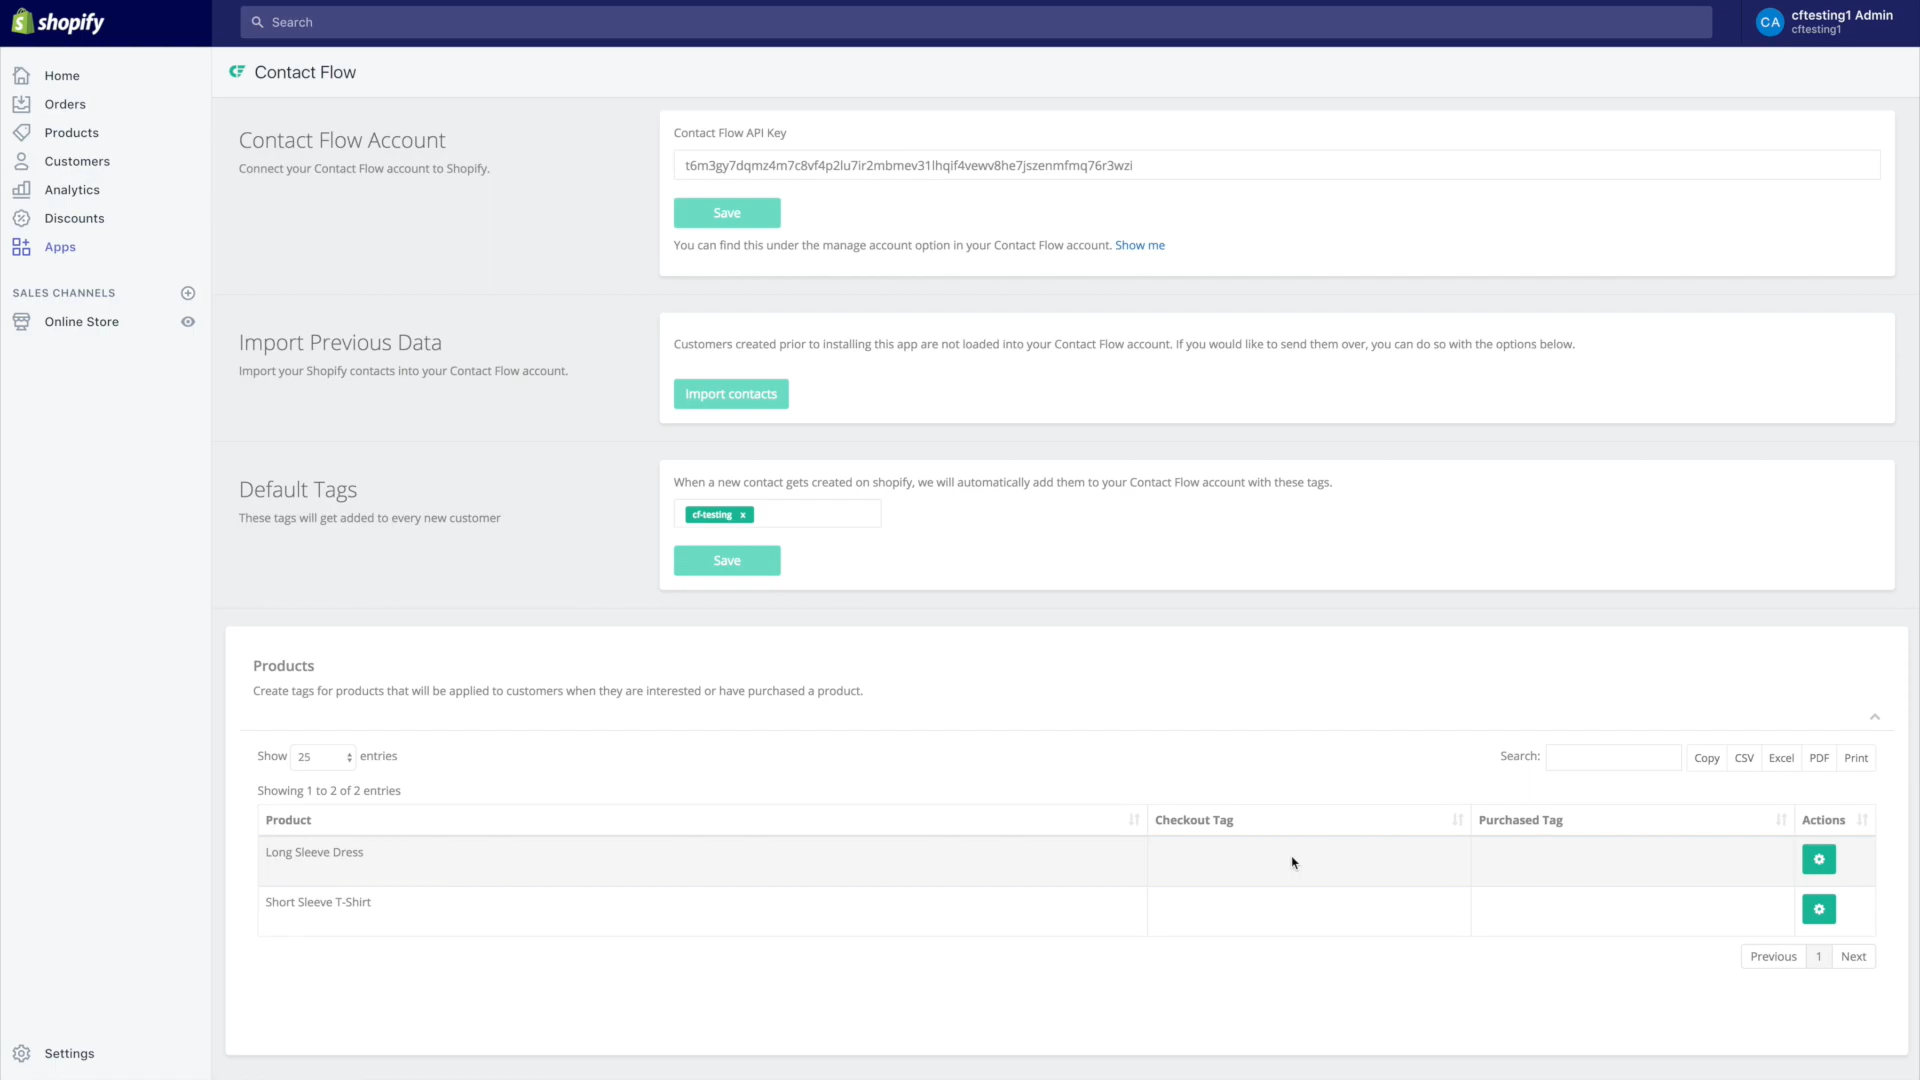 shopify
Search
CA
cftesting1 Admin
cftesting1
Home
Orders
Products
Customers
Analytics
Discounts
Apps
SALES CHANNELS
Online Store
Settings
Contact Flow
Contact Flow Account
Connect your Contact Flow account to Shopify.
Contact Flow API Key
t6m3gy7dqmz4m7c8vf4p2lu7ir2mbmev31lhqif4vewv8he7jszenmfmq76r3wzi
Save
You can find this under the manage account option in your Contact Flow account. Show me
Import Previous Data
Import your Shopify contacts into your Contact Flow account.
Customers created prior to installing this app are not loaded into your Contact Flow account. If you would like to send them over, you can do so with the options below.
Import contacts
Default Tags
These tags will get added to every new customer
When a new contact gets created on shopify, we will automatically add them to your Contact Flow account with these tags.
cf-testing x
Save
Products
Create tags for products that will be applied to customers when they are interested or have purchased a product.
Show 25 entries
Search:
Copy CSV Excel PDF Print
Showing 1 to 2 of 2 entries
Product Checkout Tag Purchased Tag Actions
Long Sleeve Dress
Short Sleeve T-Shirt
Previous 1 Next